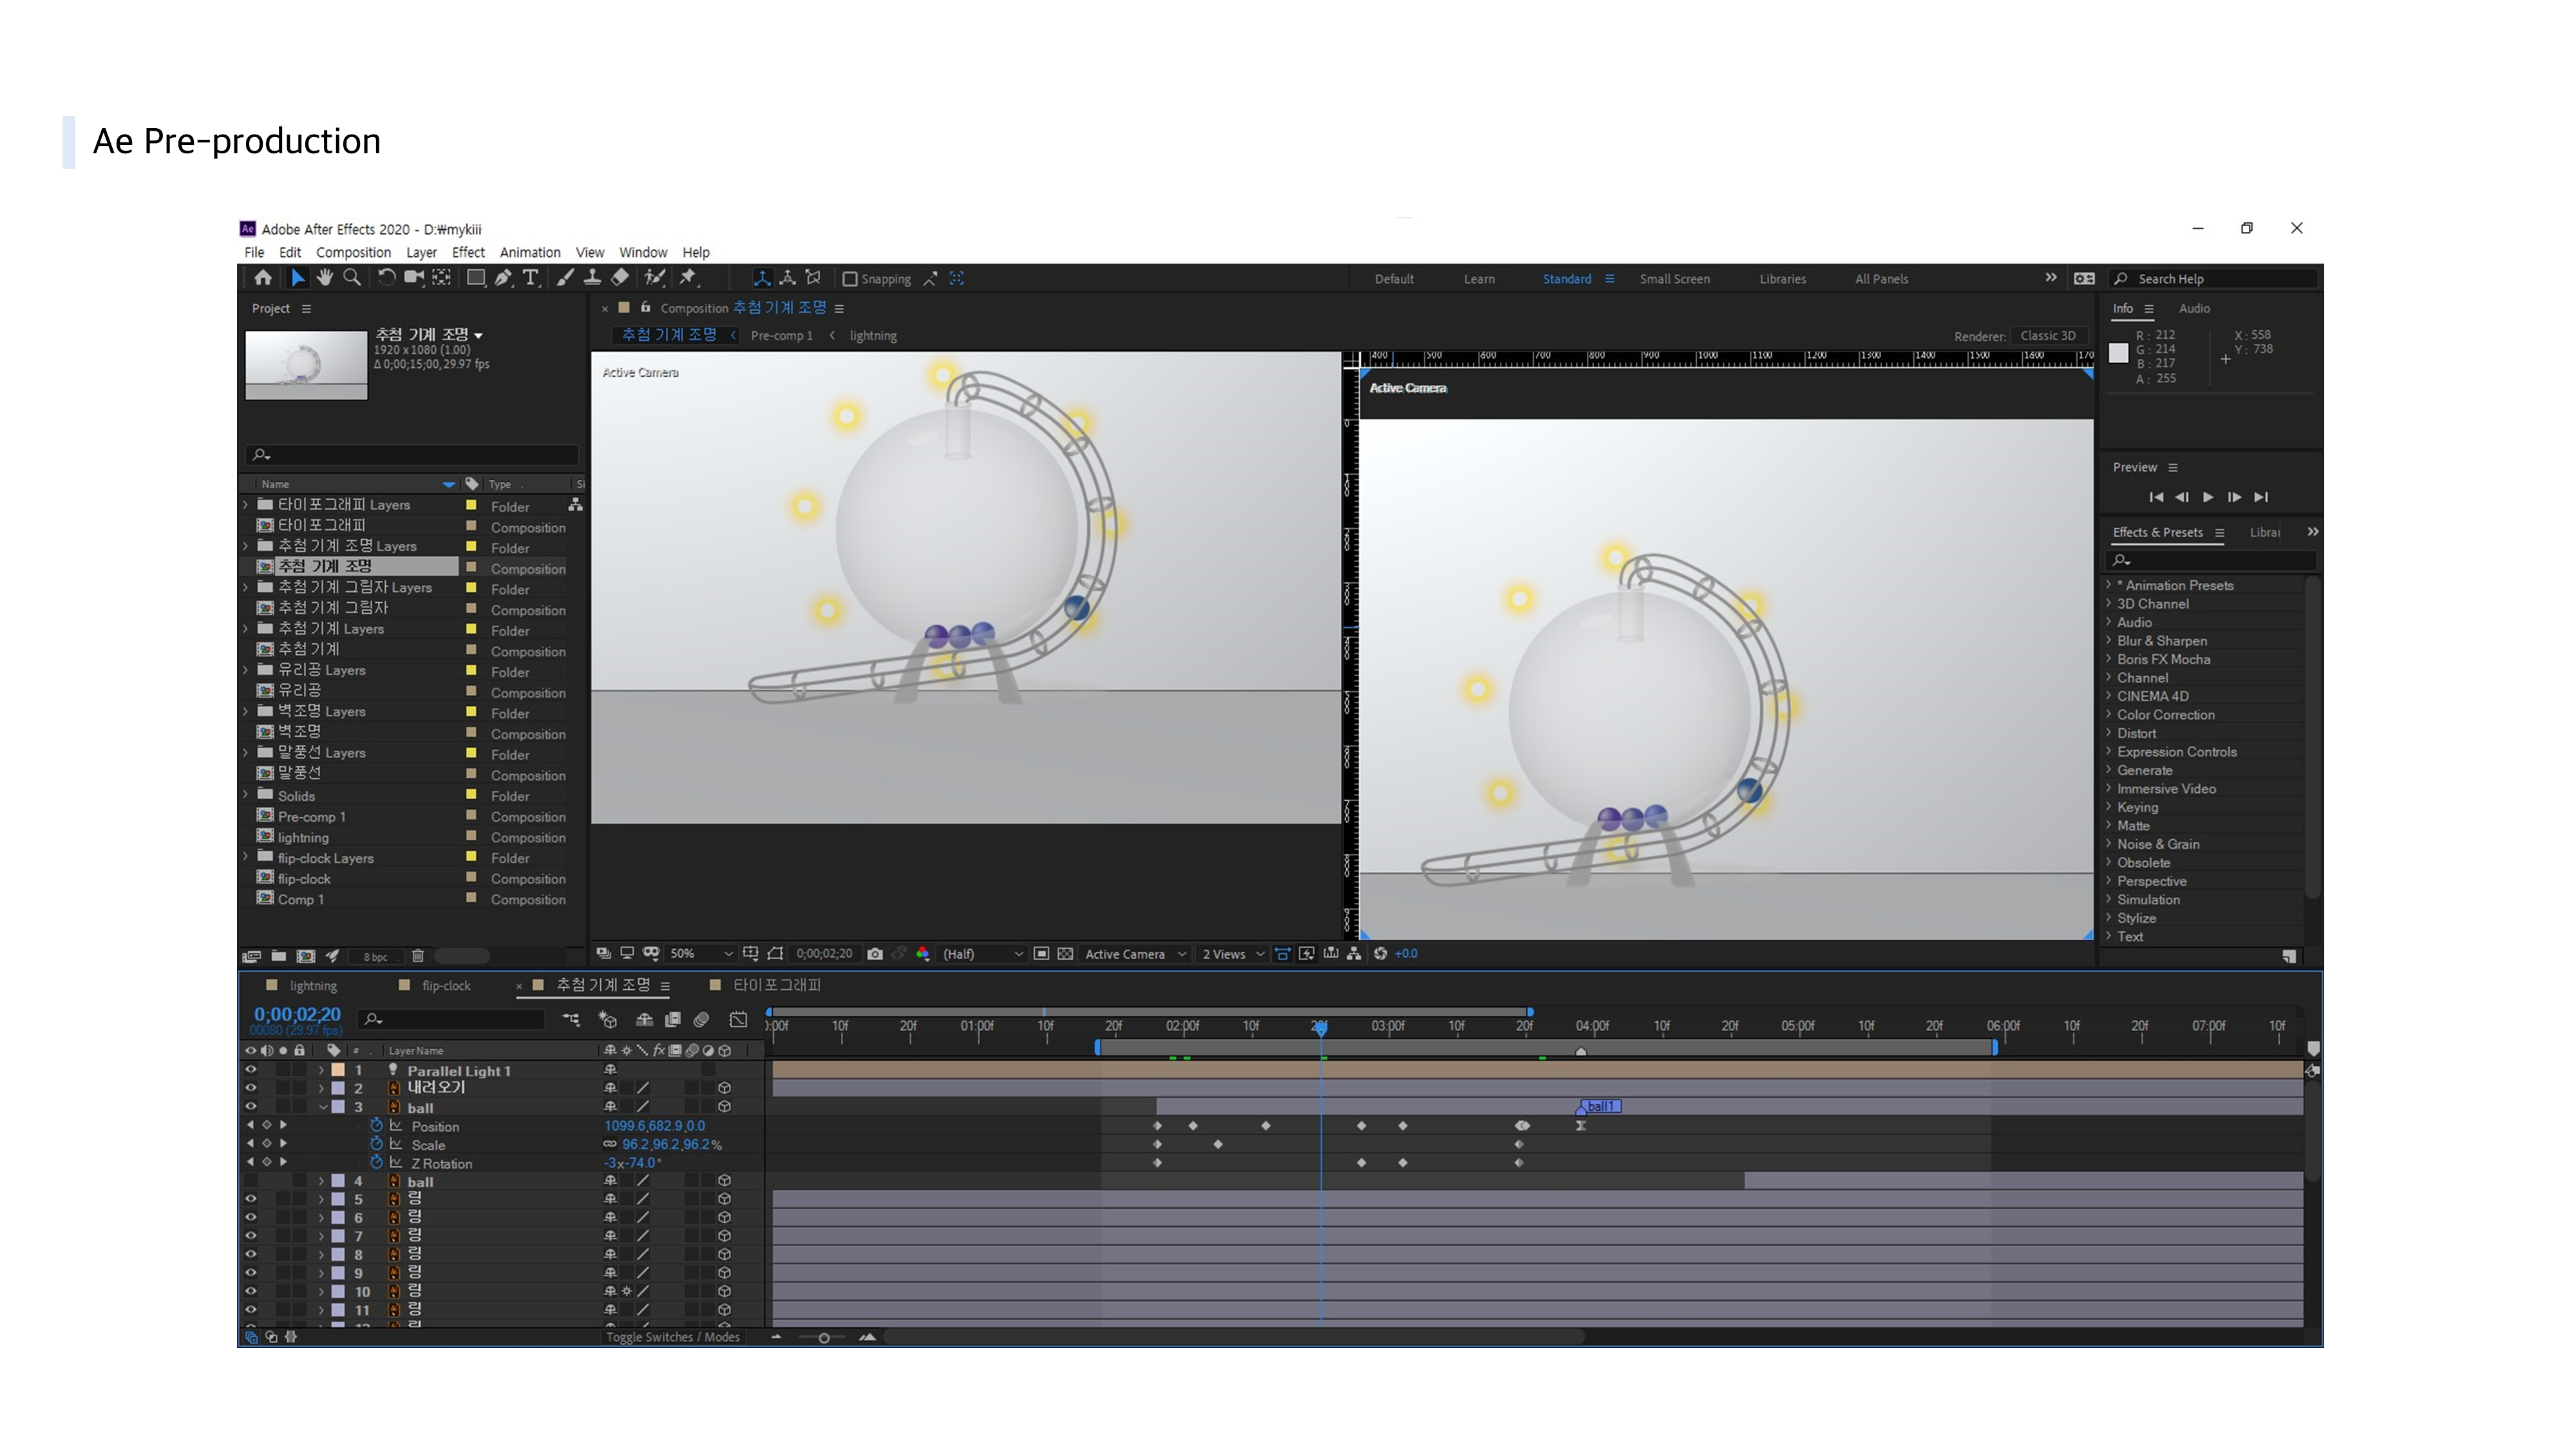 Ae Pre-production
Adobe After Effects 2020 - D:₩mykiii
File Edit Composition Layer Effect Animation View Window Help
Snapping
Default Learn Standard Small Screen Libraries All Panels
Search Help
Project
Composition 추첨 기계 조명
Info Audio
추첨 기계 조명
1920 x 1080 (1.00)
Δ 0;00;15;00, 29.97 fps
추첨 기계 조명 Pre-comp 1 lightning
Renderer: Classic 3D
R : 212
G : 214
B : 217
A : 255
X : 558
Y : 738
Active Camera
400 500 600 700 800 900 1000 1100 1200 1300 1400 1500 1600 170
Active Camera
Preview
Name Type Si
타이포그래피 Layers Folder
타이포그래피 Composition
추첨 기계 조명 Layers Folder
추첨 기계 조명 Composition
추첨 기계 그림자 Layers Folder
추첨 기계 그림자 Composition
추첨 기계 Layers Folder
추첨 기계 Composition
유리공 Layers Folder
유리공 Composition
벽조명 Layers Folder
벽조명 Composition
말풍선 Layers Folder
말풍선 Composition
Solids Folder
Pre-comp 1 Composition
lightning Composition
flip-clock Layers Folder
flip-clock Composition
Comp 1 Composition
Effects & Presets Librai
* Animation Presets
3D Channel
Audio
Blur & Sharpen
Boris FX Mocha
Channel
CINEMA 4D
Color Correction
Distort
Expression Controls
Generate
Immersive Video
Keying
Matte
Noise & Grain
Obsolete
Perspective
Simulation
Stylize
Text
8 bpc
50% 0;00;02;20 (Half) Active Camera 2 Views +0.0
lightning flip-clock 추첨 기계 조명 타이포그래피
0;00;02;20
00080 (29.97 fps)
):00f 10f 20f 01:00f 10f 20f 02:00f 10f 20f 03:00f 10f 20f 04:00f 10f 20f 05:00f 10f 20f 06:00f 10f 20f 07:00f 10f
# Layer Name
1 Parallel Light 1
2 내려오기
3 ball
ball1
Position 1099.6,682.9,0.0
Scale 96.2,96.2,96.2%
Z Rotation -3x-74.0°
4 ball
5 링
6 링
7 링
8 링
9 링
10 링
11 링
Toggle Switches / Modes